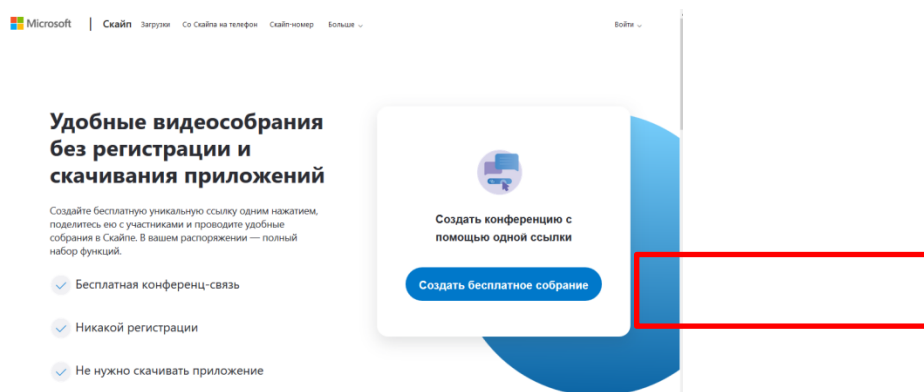 Microsoft | Скайп Загрузки Со Скайпа на телефон Скайп-номер Больше Войти
Удобные видеособрания
без регистрации и
скачивания приложений
Создайте бесплатную уникальную ссылку одним нажатием,
поделитесь ею с участниками и проводите удобные
собрания в Скайпе. В вашем распоряжении — полный
набор функций.
Бесплатная конференц-связь
Никакой регистрации
Не нужно скачивать приложение
Создать конференцию с
помощью одной ссылки
Создать бесплатное собрание